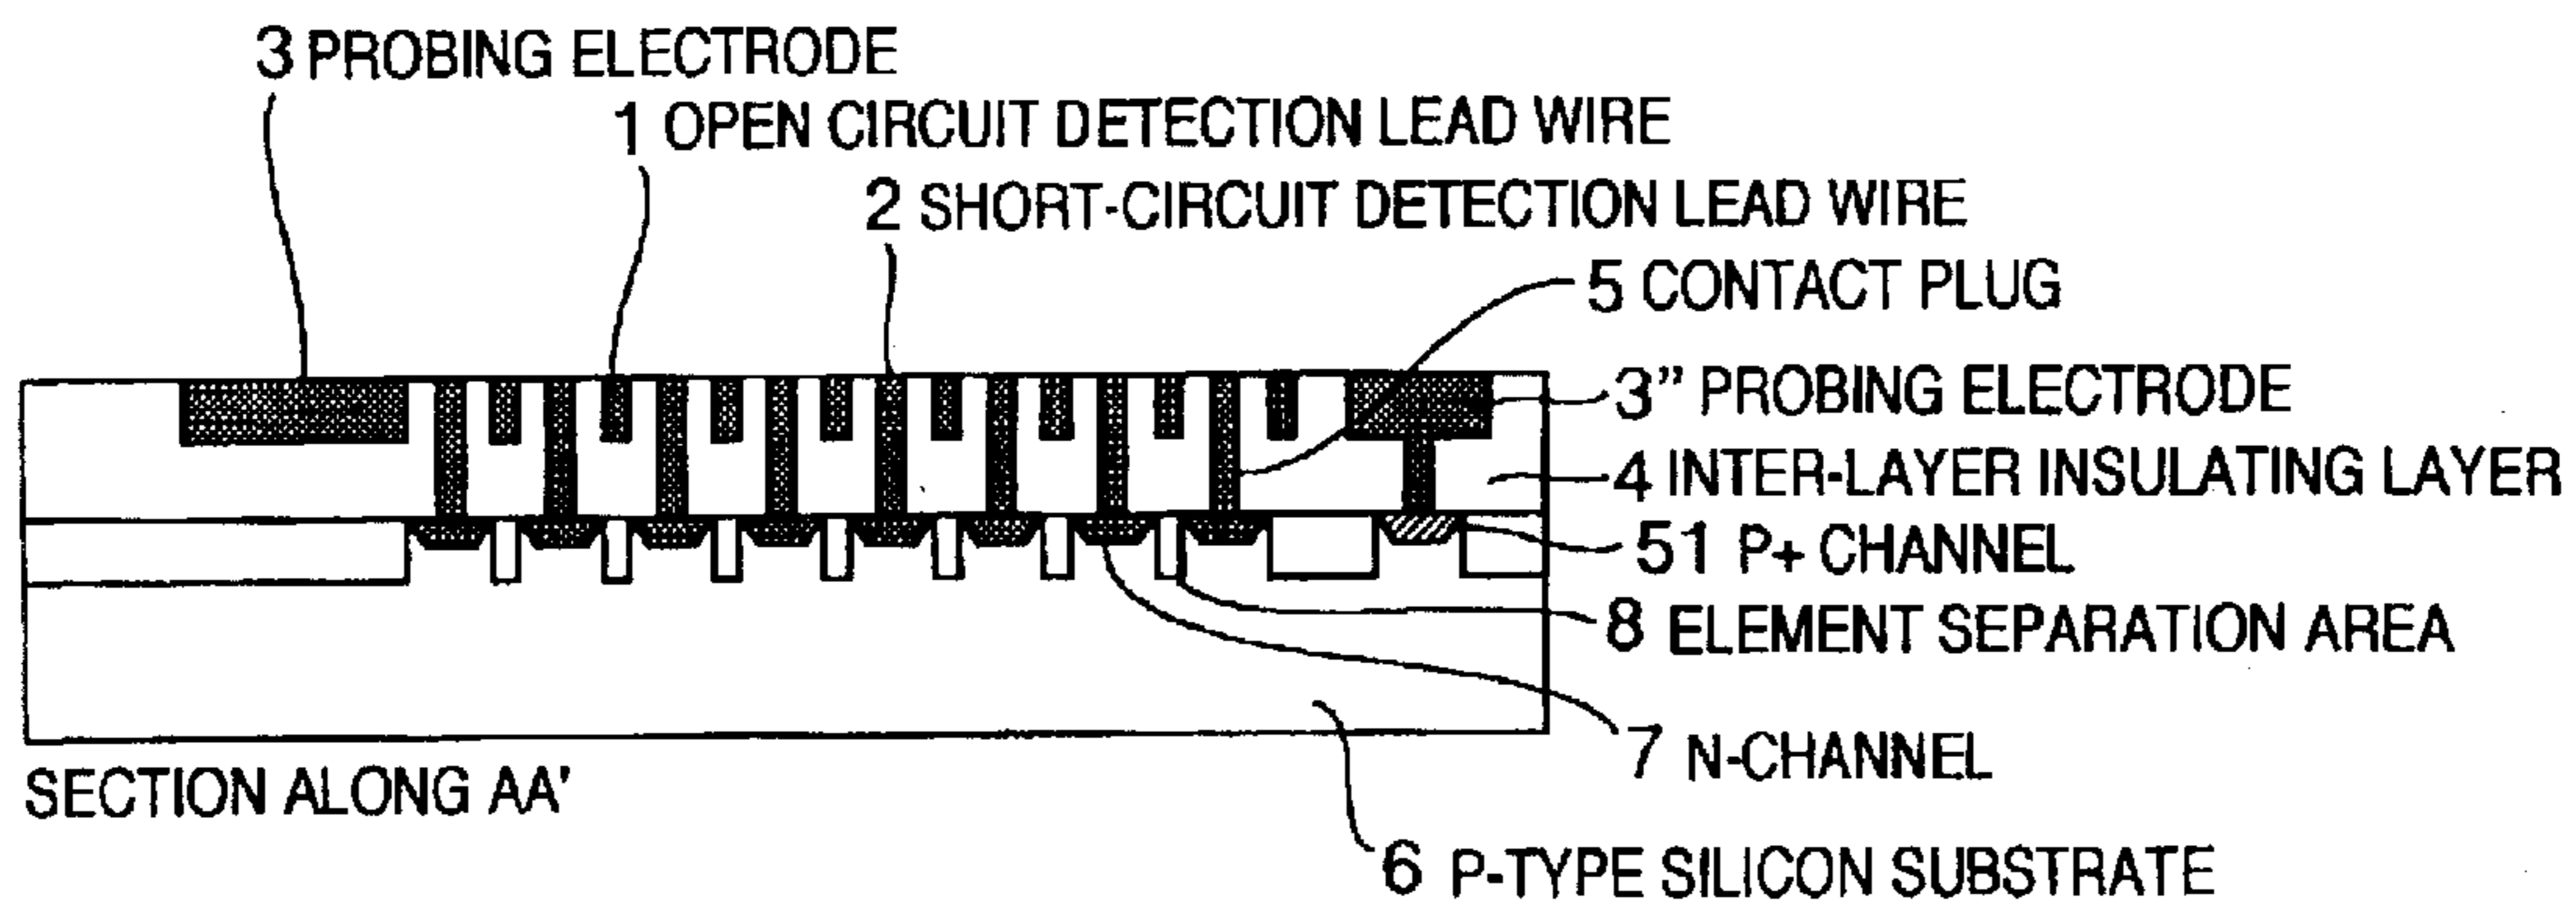 3 PROBING ELECTRODE
1 OPEN CIRCUIT DETECTION LEAD WIRE
2 SHORT-CIRCUIT DETECTION LEAD WIRE
5 CONTACT PLUG
3” PROBING ELECTRODE
4 INTER-LAYER INSULATING LAYER
51 P+ CHANNEL
8 ELEMENT SEPARATION AREA
7 N-CHANNEL
SECTION ALONG AA'
6 P-TYPE SILICON SUBSTRATE